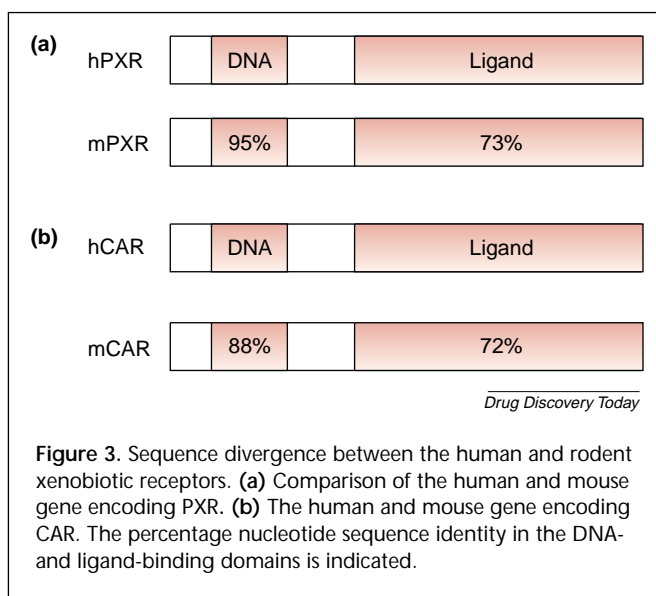 (a)
hPXR DNA Ligand
mPXR 95% 73%
(b)
hCAR DNA Ligand
mCAR 88% 72%
Drug Discovery Today
Figure 3. Sequence divergence between the human and rodent
xenobiotic receptors. (a) Comparison of the human and mouse
gene encoding PXR. (b) The human and mouse gene encoding
CAR. The percentage nucleotide sequence identity in the DNA-
and ligand-binding domains is indicated.